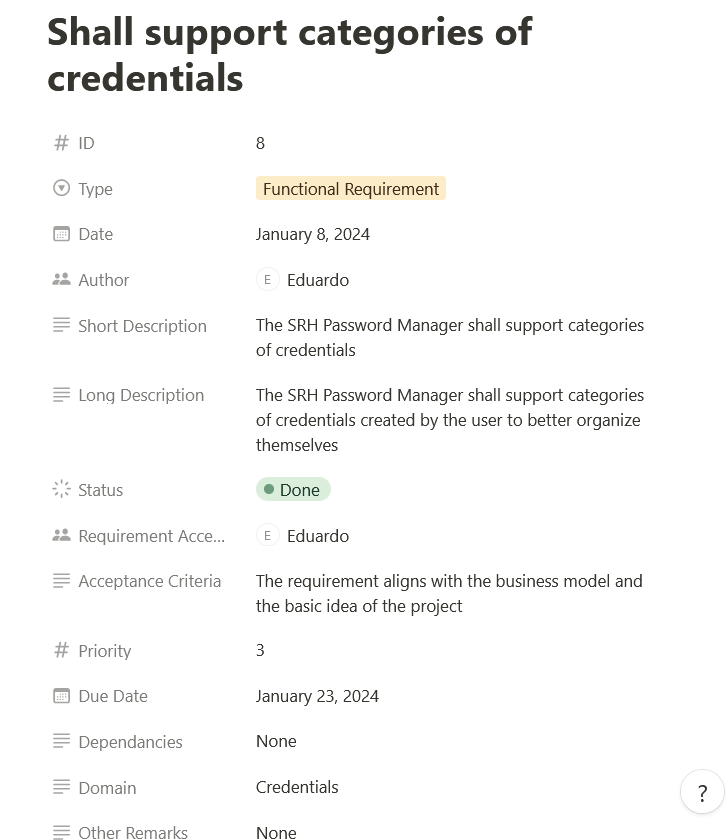 Shall support categories of
credentials
ID 8
Type Functional Requirement
Date January 8, 2024
Author E Eduardo
Short Description The SRH Password Manager shall support categories
of credentials
Long Description The SRH Password Manager shall support categories
of credentials created by the user to better organize
themselves
Status Done
Requirement Acce... E Eduardo
Acceptance Criteria The requirement aligns with the business model and
the basic idea of the project
# Priority 3
Due Date January 23, 2024
Dependancies None
Domain Credentials
?
Other Remarks None